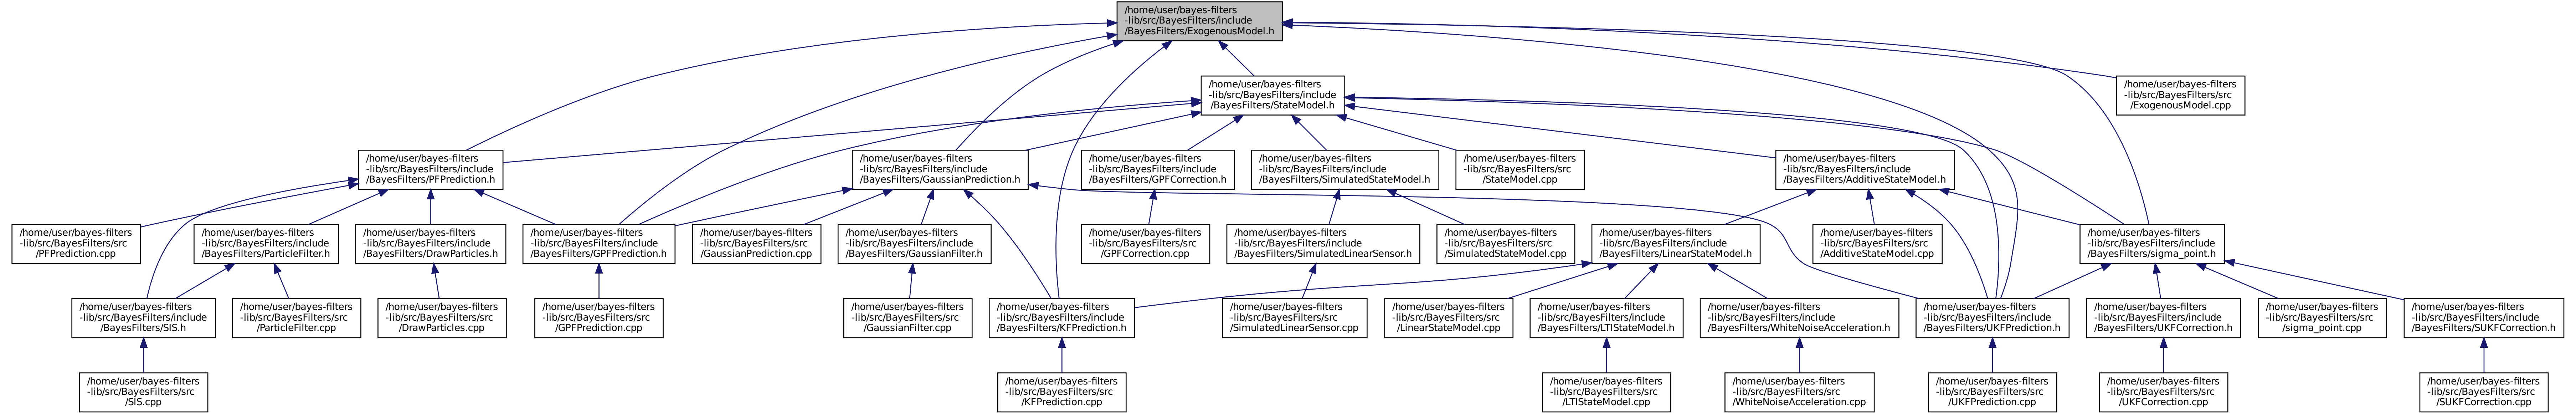 /home/user/bayes-filters
-lib/src/BayesFilters/include
/BayesFilters/ExogenousModel.h
/home/user/bayes-filters
-lib/src/BayesFilters/include
/BayesFilters/StateModel.h
/home/user/bayes-filters
-lib/src/BayesFilters/src
/ExogenousModel.cpp
/home/user/bayes-filters
-lib/src/BayesFilters/include
/BayesFilters/PFPrediction.h
/home/user/bayes-filters
-lib/src/BayesFilters/include
/BayesFilters/GaussianPrediction.h
/home/user/bayes-filters
-lib/src/BayesFilters/include
/BayesFilters/GPFCorrection.h
/home/user/bayes-filters
-lib/src/BayesFilters/include
/BayesFilters/SimulatedStateModel.h
/home/user/bayes-filters
-lib/src/BayesFilters/src
/StateModel.cpp
/home/user/bayes-filters
-lib/src/BayesFilters/include
/BayesFilters/AdditiveStateModel.h
/home/user/bayes-filters
-lib/src/BayesFilters/src
/PFPrediction.cpp
/home/user/bayes-filters
-lib/src/BayesFilters/include
/BayesFilters/ParticleFilter.h
/home/user/bayes-filters
-lib/src/BayesFilters/include
/BayesFilters/DrawParticles.h
/home/user/bayes-filters
-lib/src/BayesFilters/include
/BayesFilters/GPFPrediction.h
/home/user/bayes-filters
-lib/src/BayesFilters/src
/GaussianPrediction.cpp
/home/user/bayes-filters
-lib/src/BayesFilters/include
/BayesFilters/GaussianFilter.h
/home/user/bayes-filters
-lib/src/BayesFilters/src
/GPFCorrection.cpp
/home/user/bayes-filters
-lib/src/BayesFilters/include
/BayesFilters/SimulatedLinearSensor.h
/home/user/bayes-filters
-lib/src/BayesFilters/src
/SimulatedStateModel.cpp
/home/user/bayes-filters
-lib/src/BayesFilters/include
/BayesFilters/LinearStateModel.h
/home/user/bayes-filters
-lib/src/BayesFilters/src
/AdditiveStateModel.cpp
/home/user/bayes-filters
-lib/src/BayesFilters/include
/BayesFilters/sigma_point.h
/home/user/bayes-filters
-lib/src/BayesFilters/include
/BayesFilters/SIS.h
/home/user/bayes-filters
-lib/src/BayesFilters/src
/ParticleFilter.cpp
/home/user/bayes-filters
-lib/src/BayesFilters/src
/DrawParticles.cpp
/home/user/bayes-filters
-lib/src/BayesFilters/src
/GPFPrediction.cpp
/home/user/bayes-filters
-lib/src/BayesFilters/src
/GaussianFilter.cpp
/home/user/bayes-filters
-lib/src/BayesFilters/include
/BayesFilters/KFPrediction.h
/home/user/bayes-filters
-lib/src/BayesFilters/src
/SimulatedLinearSensor.cpp
/home/user/bayes-filters
-lib/src/BayesFilters/src
/LinearStateModel.cpp
/home/user/bayes-filters
-lib/src/BayesFilters/include
/BayesFilters/LTIStateModel.h
/home/user/bayes-filters
-lib/src/BayesFilters/include
/BayesFilters/WhiteNoiseAcceleration.h
/home/user/bayes-filters
-lib/src/BayesFilters/include
/BayesFilters/UKFPrediction.h
/home/user/bayes-filters
-lib/src/BayesFilters/include
/BayesFilters/UKFCorrection.h
/home/user/bayes-filters
-lib/src/BayesFilters/src
/sigma_point.cpp
/home/user/bayes-filters
-lib/src/BayesFilters/include
/BayesFilters/SUKFCorrection.h
/home/user/bayes-filters
-lib/src/BayesFilters/src
/SIS.cpp
/home/user/bayes-filters
-lib/src/BayesFilters/src
/KFPrediction.cpp
/home/user/bayes-filters
-lib/src/BayesFilters/src
/LTIStateModel.cpp
/home/user/bayes-filters
-lib/src/BayesFilters/src
/WhiteNoiseAcceleration.cpp
/home/user/bayes-filters
-lib/src/BayesFilters/src
/UKFPrediction.cpp
/home/user/bayes-filters
-lib/src/BayesFilters/src
/UKFCorrection.cpp
/home/user/bayes-filters
-lib/src/BayesFilters/src
/SUKFCorrection.cpp